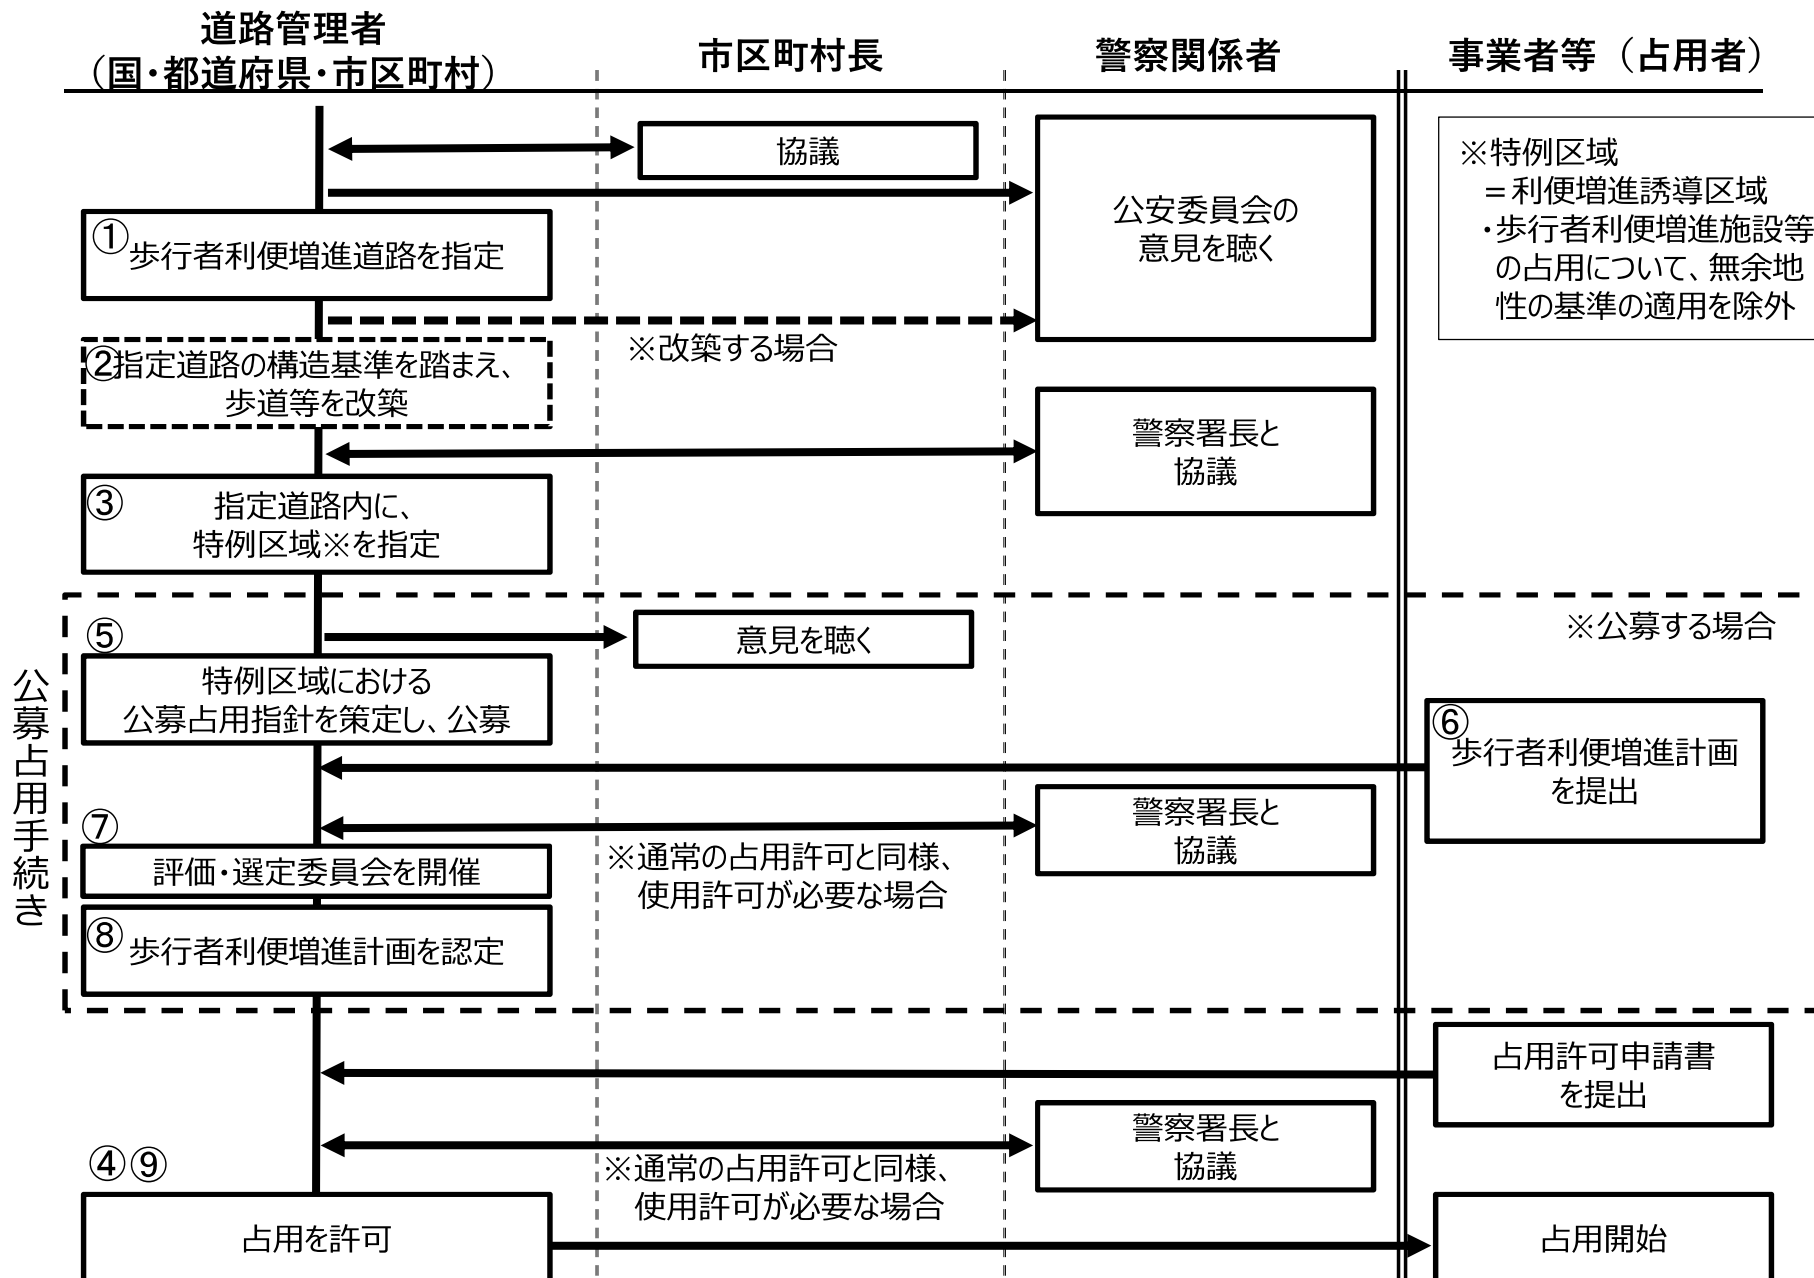 道路管理者
(国・都道府県・市区町村)
市区町村長
警察関係者
事業者等(占用者)
協議
公安委員会の
意見を聴く
※特例区域
=利便増進誘導区域
・歩行者利便増進施設等
の占用について、無余地
性の基準の適用を除外
①
歩行者利便増進道路を指定
※改築する場合
②指定道路の構造基準を踏まえ、
歩道等を改築
警察署長と
協議
③
指定道路内に、
特例区域※を指定
公募占用手続き
※公募する場合
⑤
意見を聴く
特例区域における
公募占用指針を策定し、公募
⑥
歩行者利便増進計画
を提出
警察署長と
協議
※通常の占用許可と同様、
使用許可が必要な場合
⑦
評価・選定委員会を開催
⑧
歩行者利便増進計画を認定
占用許可申請書
を提出
警察署長と
協議
※通常の占用許可と同様、
使用許可が必要な場合
④⑨
占用を許可
占用開始